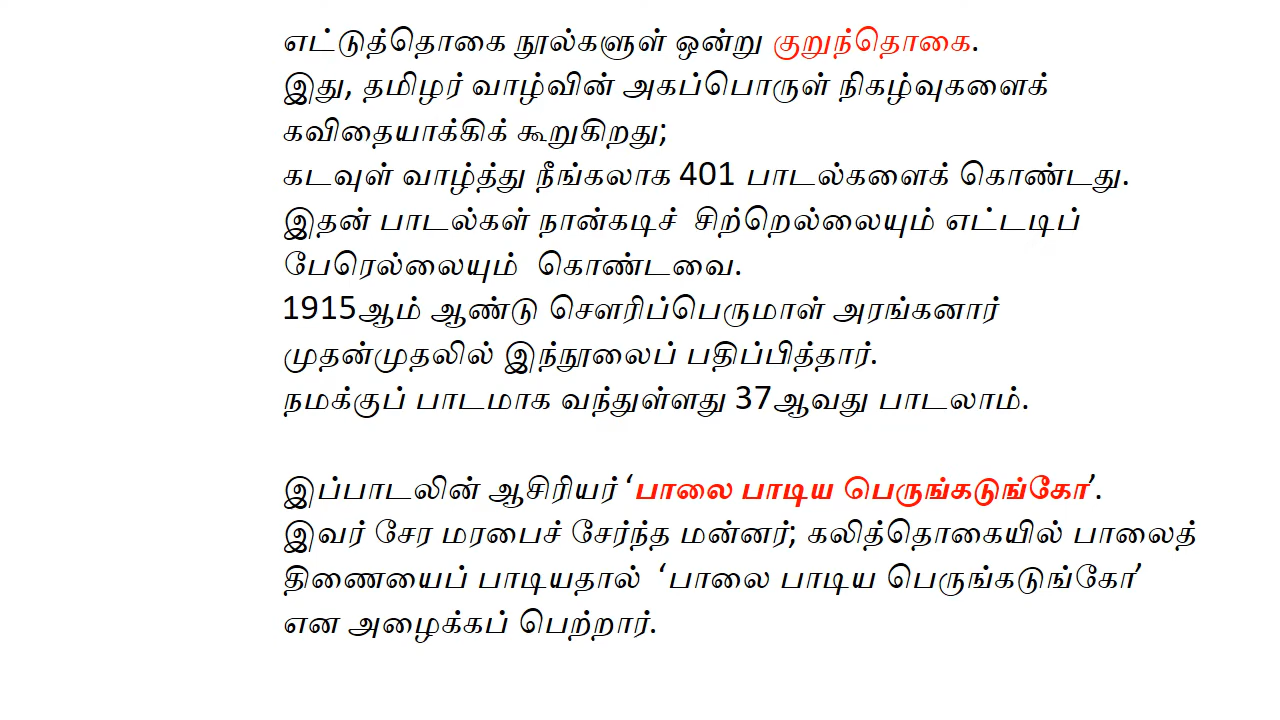 எட்டுத்தொகை நூல்களுள் ஒன்று குறுந்தொகை.
இது, தமிழர் வாழ்வின் அகப்பொருள் நிகழ்வுகளைக்
கவிதையாக்கிக் கூறுகிறது;
கடவுள் வாழ்த்து நீங்கலாக 401 பாடல்களைக் கொண்டது.
இதன் பாடல்கள் நான்கடிச் சிற்றெல்லையும் எட்டடிப்
பேரெல்லையும் கொண்டவை.
1915ஆம் ஆண்டு சௌரிப்பெருமாள் அரங்கனார்
முதன்முதலில் இந்நூலைப் பதிப்பித்தார்.
நமக்குப் பாடமாக வந்துள்ளது 37ஆவது பாடலாம்.
இப்பாடலின் ஆசிரியர் ‘பாலை பாடிய பெருங்கடுங்கோ’.
இவர் சேர மரபைச் சேர்ந்த மன்னர்; கலித்தொகையில் பாலைத்
திணையைப் பாடியதால் ‘பாலை பாடிய பெருங்கடுங்கோ’
என அழைக்கப் பெற்றார்.